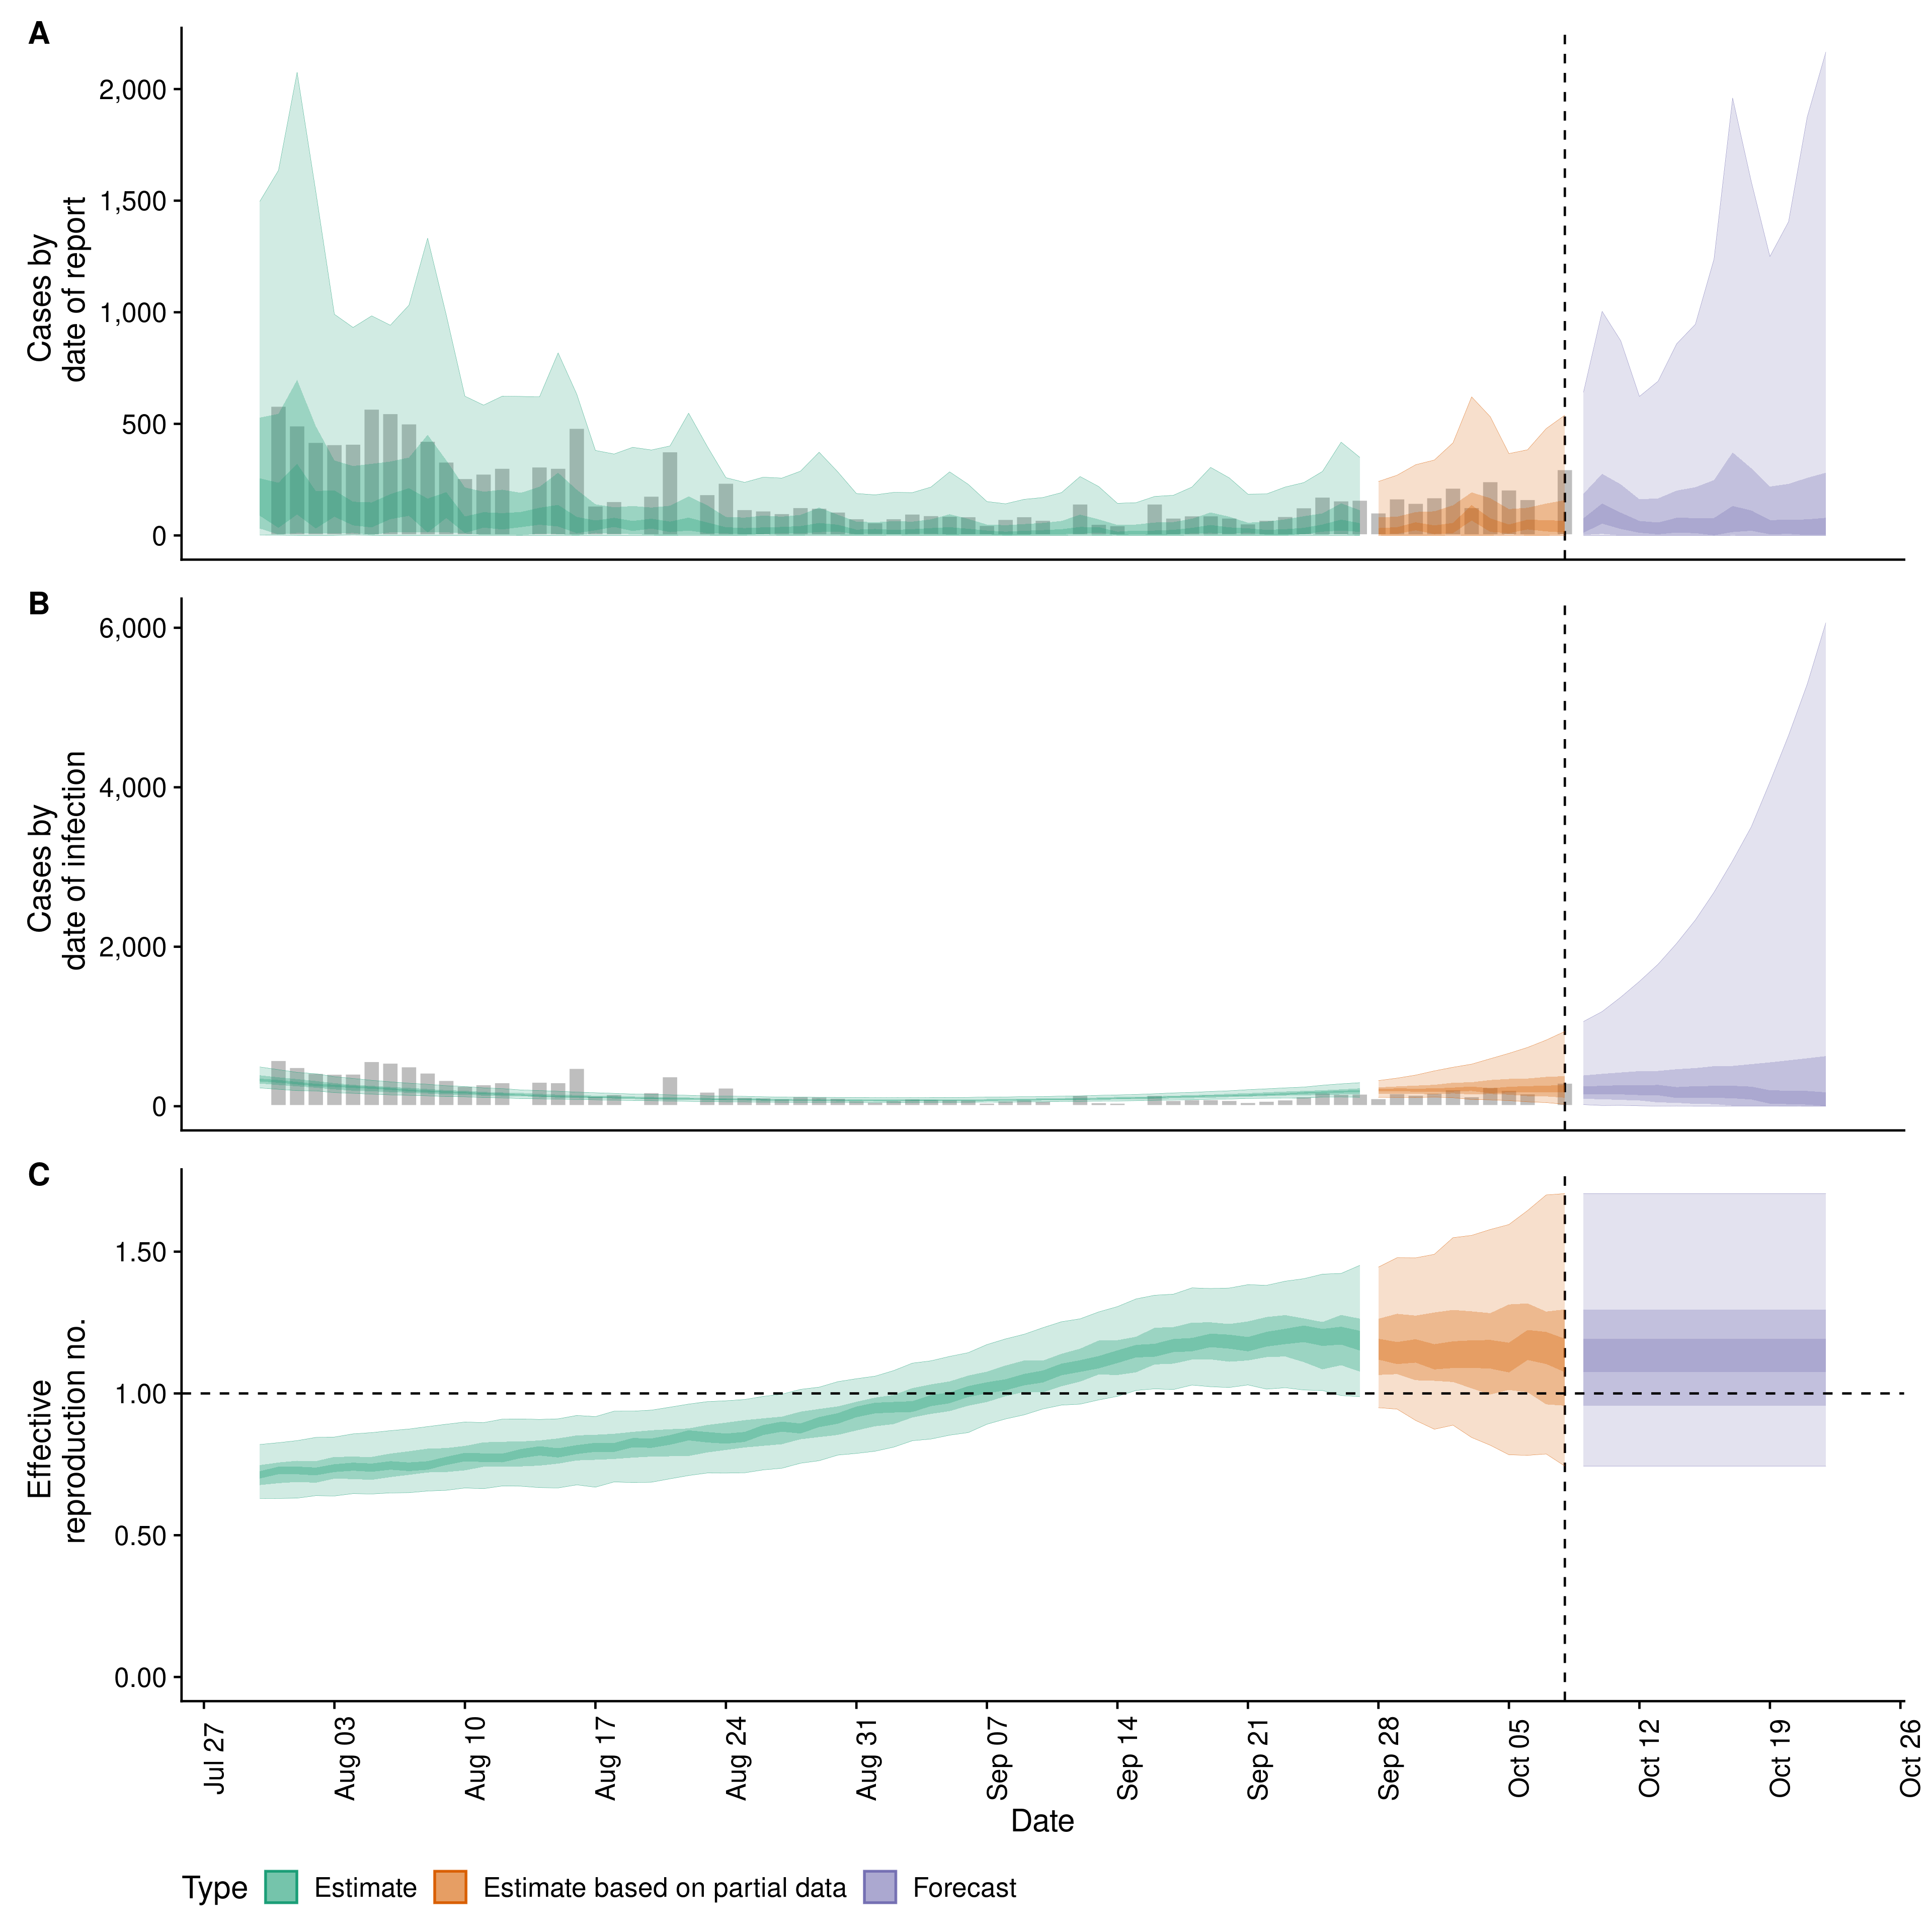 A
2,000
1,500
1,000
500
0
Cases by
date of report
B
6,000
4,000
2,000
0
Cases by
date of infection
C
1.50
1.00
0.50
0.00
Effective
reproduction no.
Jul 27
Aug 03
Aug 10
Aug 17
Aug 24
Aug 31
Sep 07
Sep 14
Sep 21
Sep 28
Oct 05
Oct 12
Oct 19
Oct 26
Date
Type Estimate Estimate based on partial data Forecast